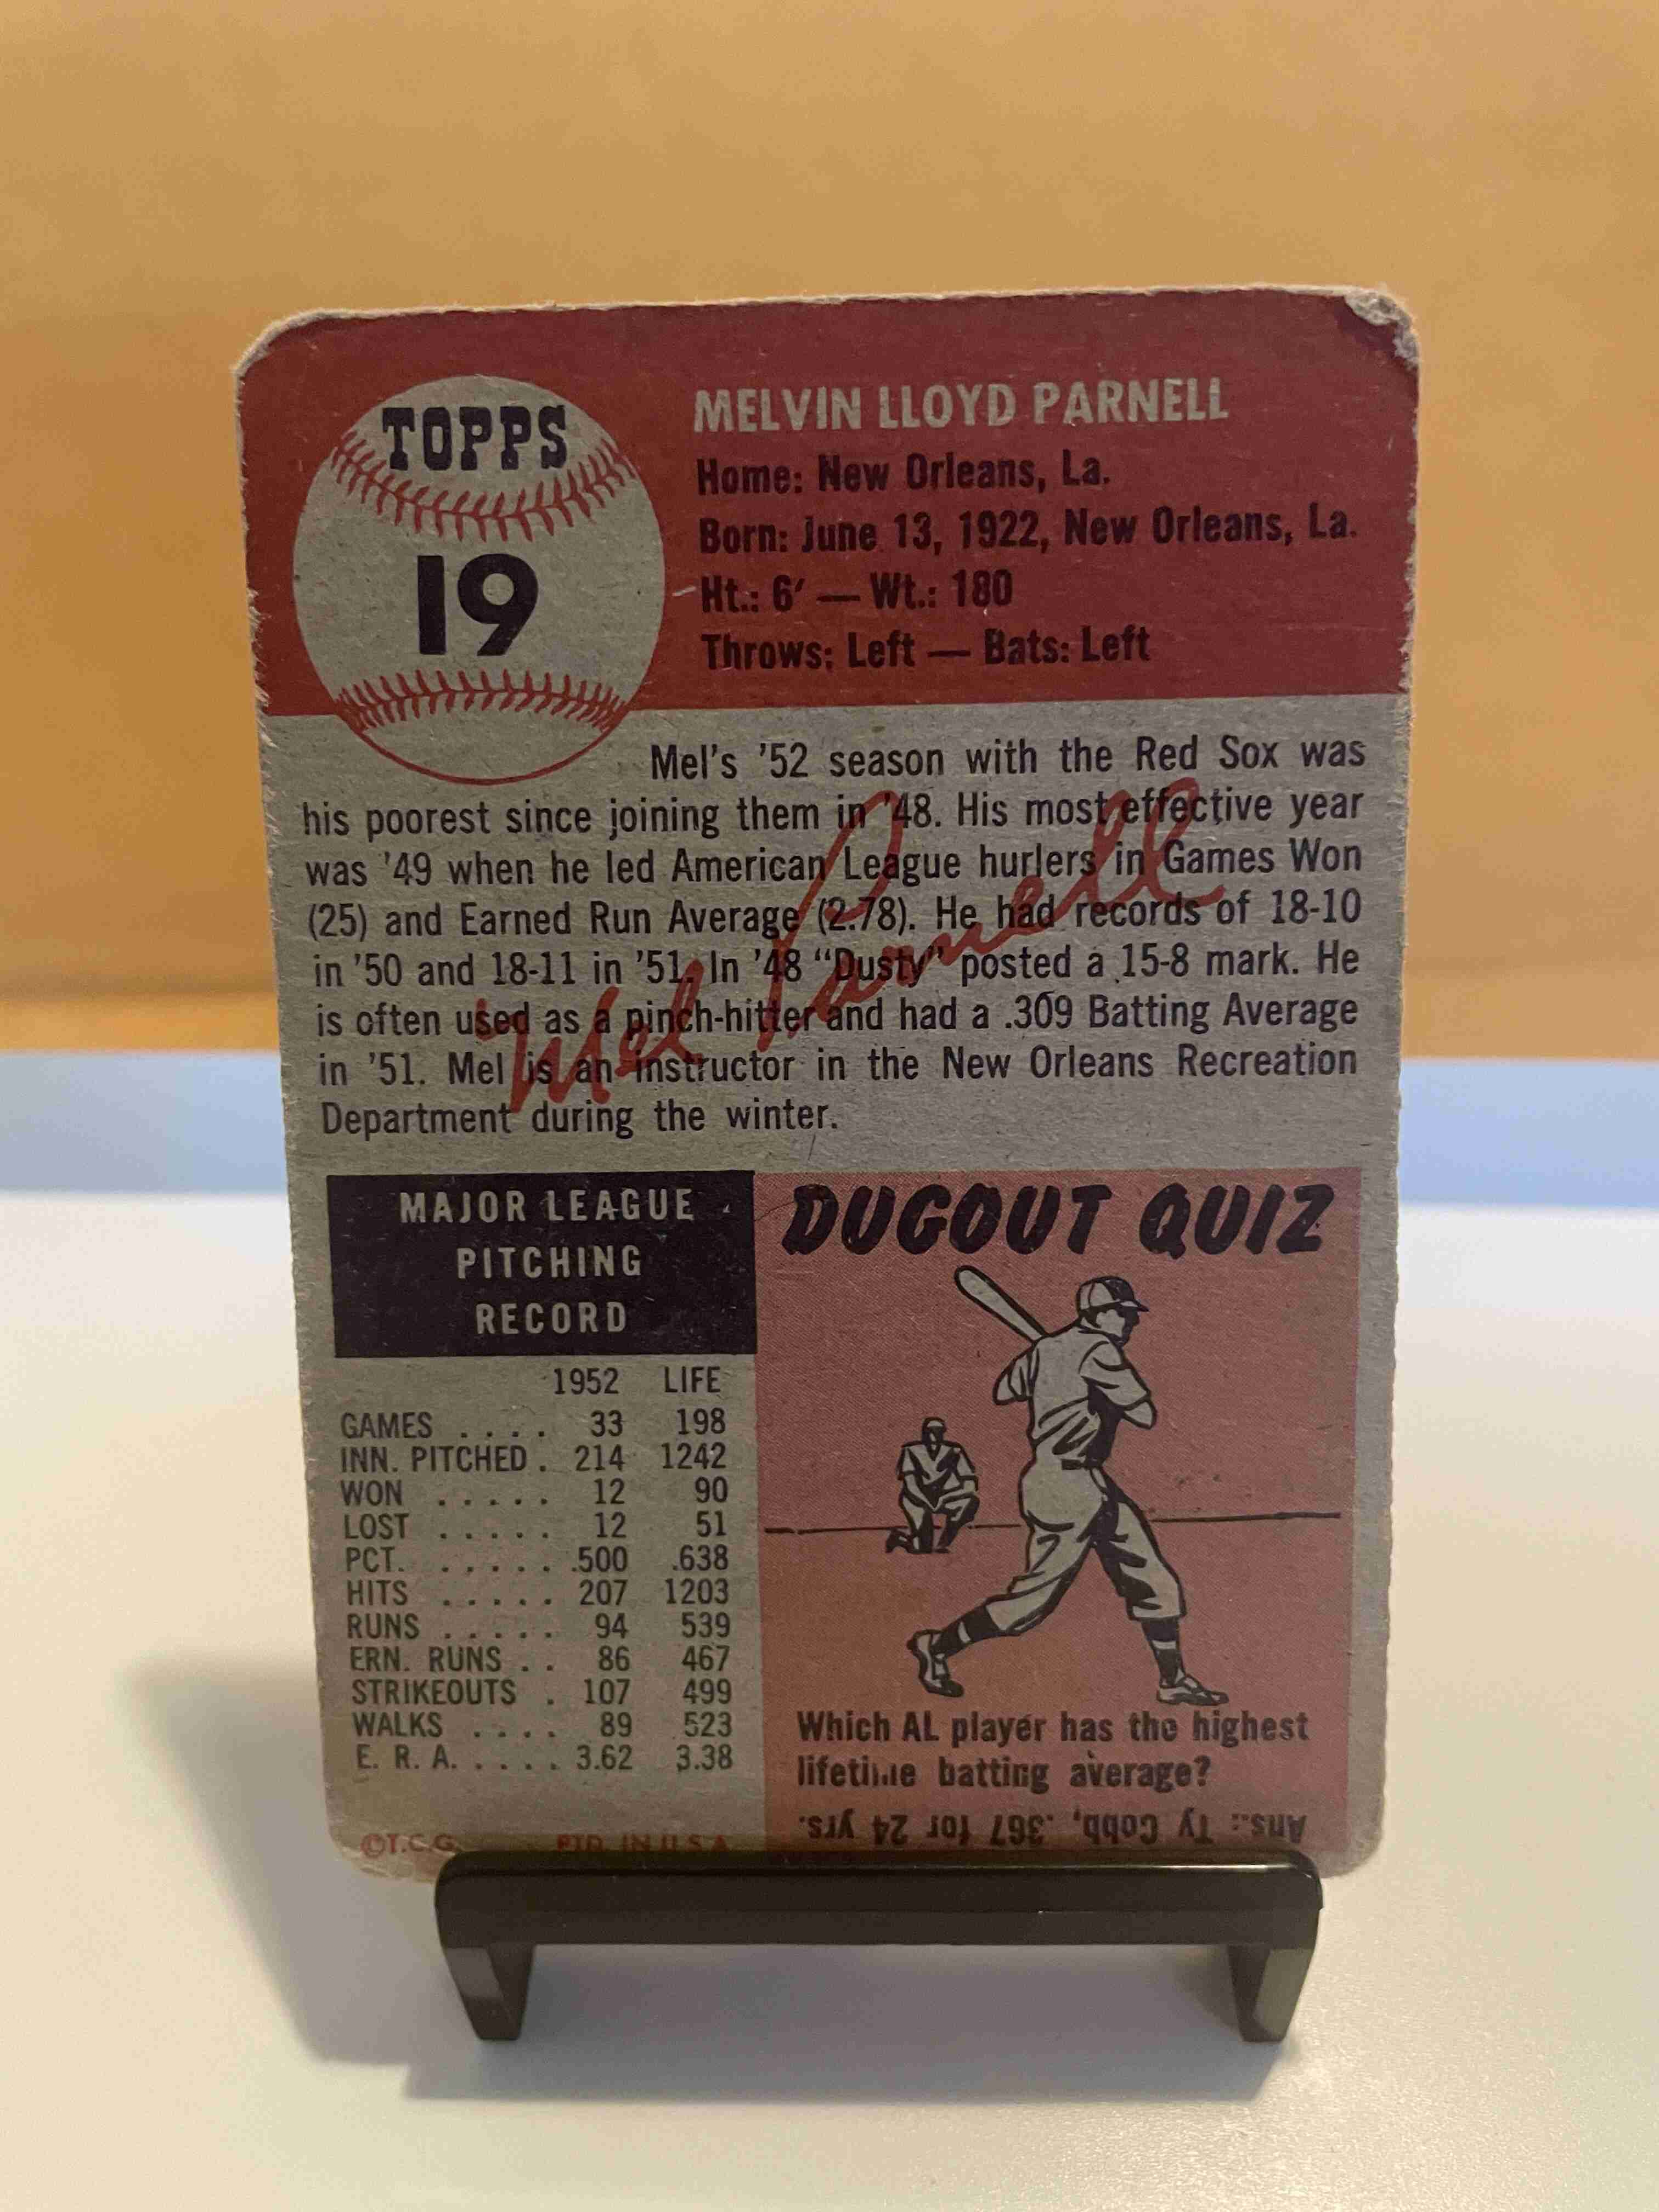 TOPPS
19
MELVIN LLOYD PARNELL
Home: New Orleans, La.
Born: June 13, 1922, New Orleans, La.
Ht.: 6' — Wt.: 180
Throws: Left — Bats: Left
Mel's '52 season with the Red Sox was
his poorest since joining them in '48. His most effective year
was '49 when he led American League hurlers in Games Won
(25) and Earned Run Average (2.78). He had records of 18-10
in '50 and 18-11 in '51. In '48 “Dusty” posted a 15-8 mark. He
is often used as a pinch-hitter and had a .309 Batting Average
in '51. Mel is an instructor in the New Orleans Recreation
Department during the winter.
Mel Parnell
MAJOR LEAGUE
PITCHING
RECORD
1952 LIFE
GAMES . . . . 33 198
INN. PITCHED . 214 1242
WON . . . . . 12 90
LOST . . . . . 12 51
PCT. . . . . . . .500 .638
HITS . . . . . 207 1203
RUNS . . . . . 94 539
ERN. RUNS . . 86 467
STRIKEOUTS . 107 499
WALKS . . . . 89 523
E. R. A. . . . . . 3.62 3.38
©T.C.G. PTD. IN U.S.A.
DUGOUT QUIZ
Which AL player has the highest
lifetime batting average?
Ans.: Ty Cobb, .367 for 24 yrs.